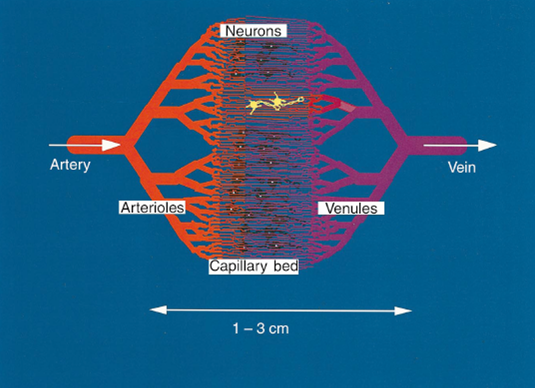 Neurons
Artery
Vein
Arterioles
Venules
Capillary bed
1 – 3 cm